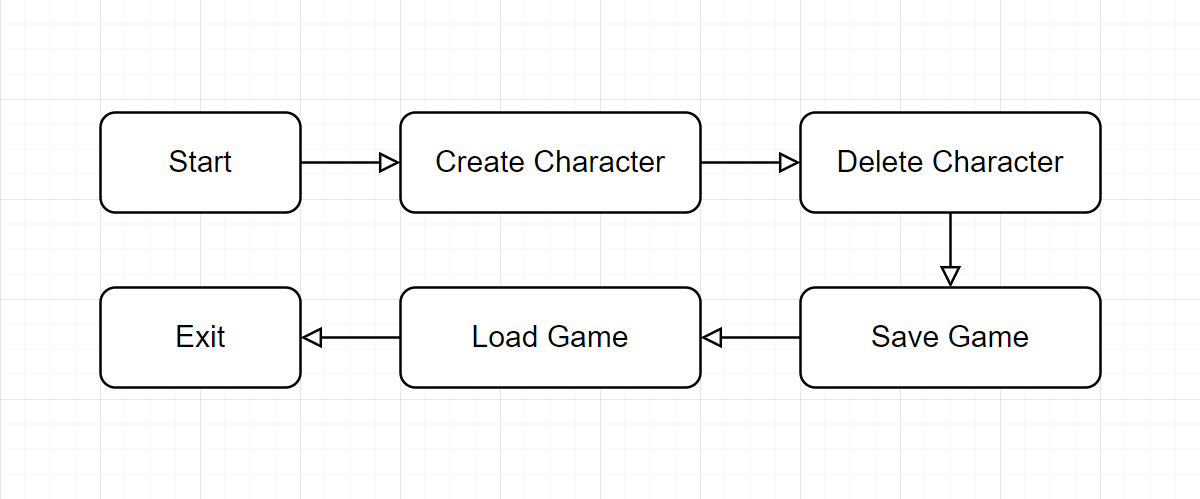 Start
Create Character
Delete Character
Exit
Load Game
Save Game